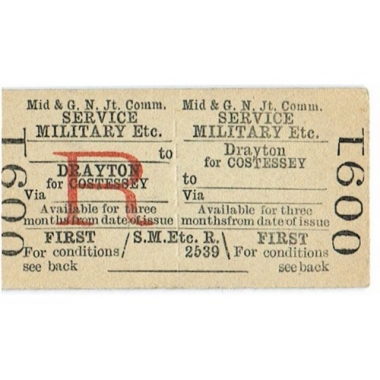 Mid & G. N. Jt. Comm.
SERVICE
MILITARY Etc.
to
DRAYTON
for COSTESSEY
Via
Available for three
months from date of issue
FIRST
For conditions
see back
R
Mid & G. N. Jt. Comm.
SERVICE
MILITARY Etc.
Drayton
for COSTESSEY
to
Via
Available for three
months from date of issue
/ S.M.Etc. R. \ FIRST
2539 For conditions
see back
0091
0091